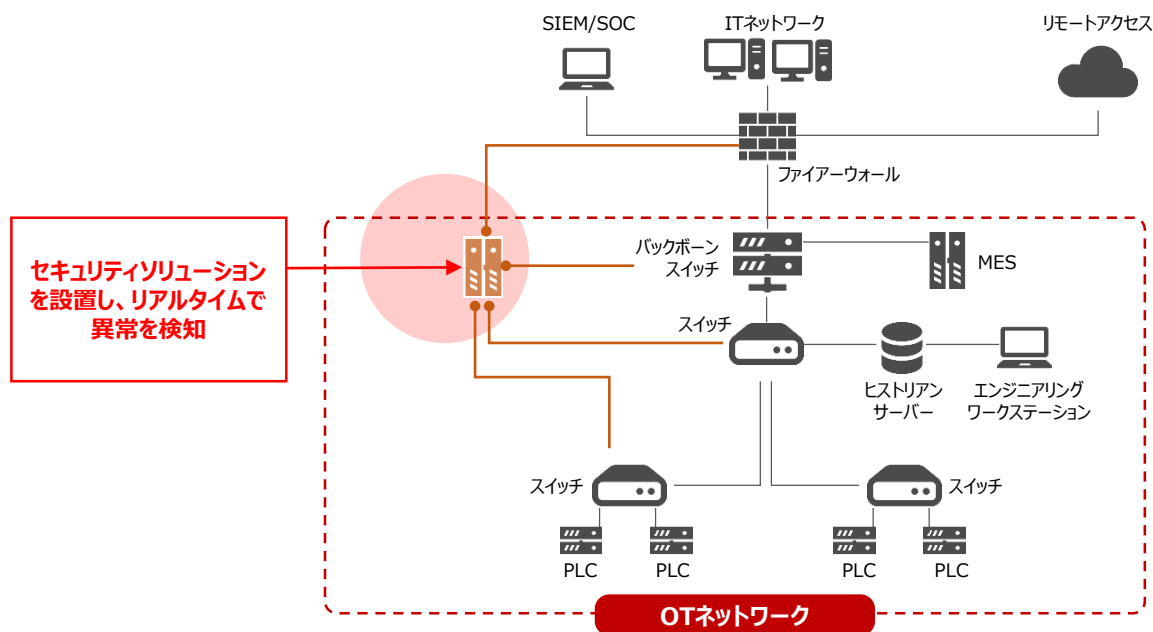 SIEM/SOC
ITネットワーク
リモートアクセス
ファイアーウォール
セキュリティソリューション
を設置し、リアルタイムで
異常を検知
バックボーン
スイッチ
MES
スイッチ
ヒストリアン
サーバー
エンジニアリング
ワークステーション
スイッチ
スイッチ
PLC
PLC
PLC
PLC
OTネットワーク